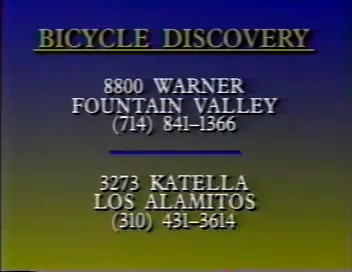 BICYCLE DISCOVERY
8800 WARNER
FOUNTAIN VALLEY
(714) 841-1366
3273 KATELLA
LOS ALAMITOS
(310) 431-3614